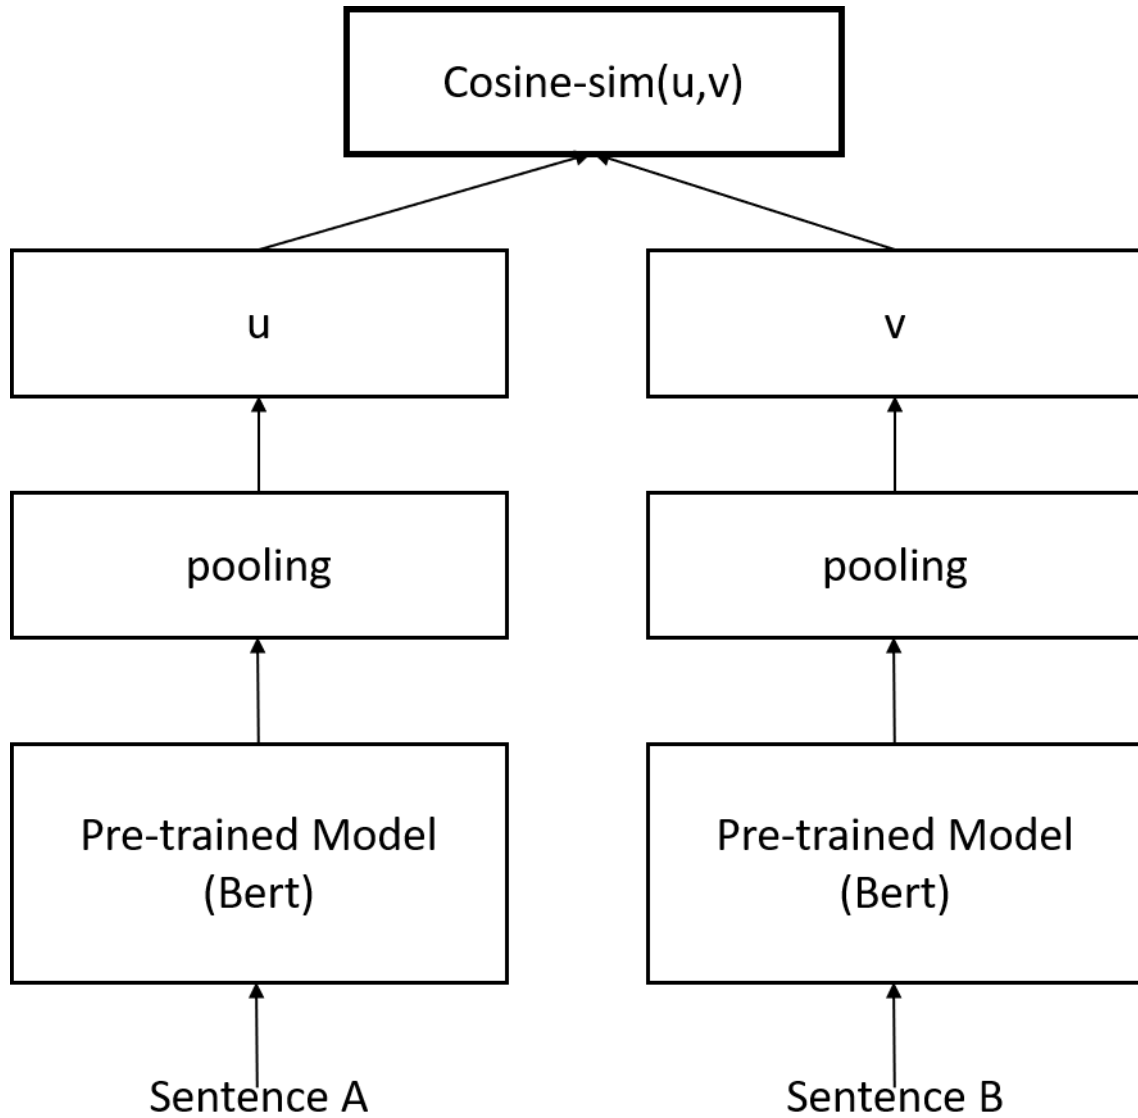 Cosine-sim(u,v)
u
v
pooling
pooling
Pre-trained Model
(Bert)
Pre-trained Model
(Bert)
Sentence A
Sentence B